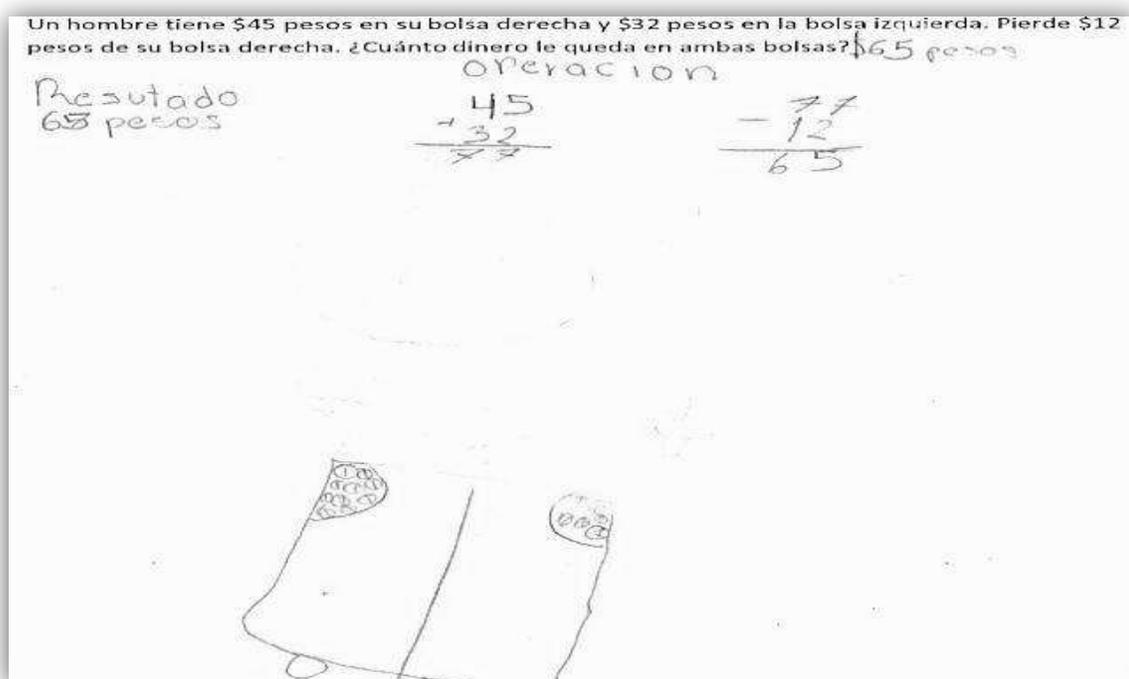 Un hombre tiene $45 pesos en su bolsa derecha y $32 pesos en la bolsa izquierda. Pierde $12
pesos de su bolsa derecha. ¿Cuánto dinero le queda en ambas bolsas? $65 pesos
operacion
Resutado
65 pesos
45
+ 32
77
77
- 12
65